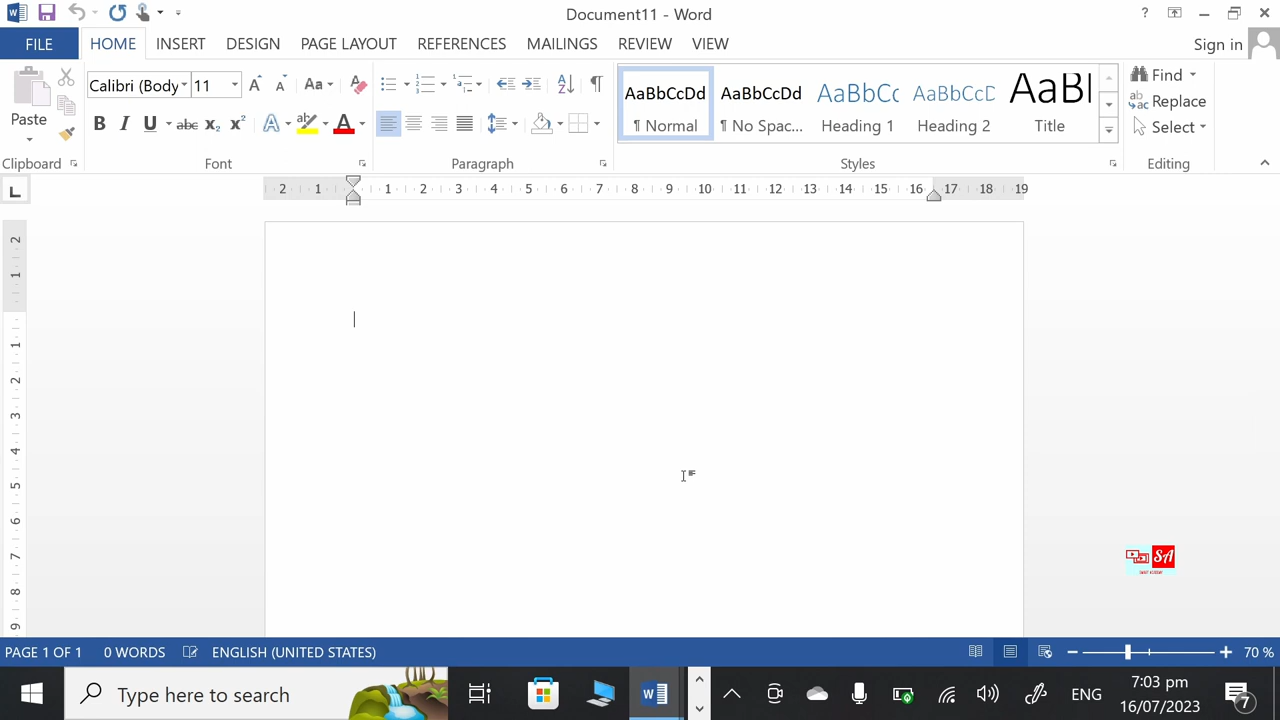 Document11 - Word
?
FILE
HOME
INSERT
DESIGN
PAGE LAYOUT
REFERENCES
MAILINGS
REVIEW
VIEW
Sign in
Paste
Clipboard
Calibri (Body
11
Aa
B I U abc X₂ X²
Font
Paragraph
AaBbCcDd
¶ Normal
AaBbCcDd
¶ No Spac...
AaBbCc
Heading 1
AaBbCcD
Heading 2
AaBl
Title
Styles
Find
Replace
Select
Editing
L
2 1 1 2 3 4 5 6 7 8 9 10 11 12 13 14 15 16 17 18 19
2
1
1
2
3
4
5
6
7
8
9
SA
PAGE 1 OF 1
0 WORDS
ENGLISH (UNITED STATES)
70 %
Type here to search
ENG
7:03 pm
16/07/2023
7